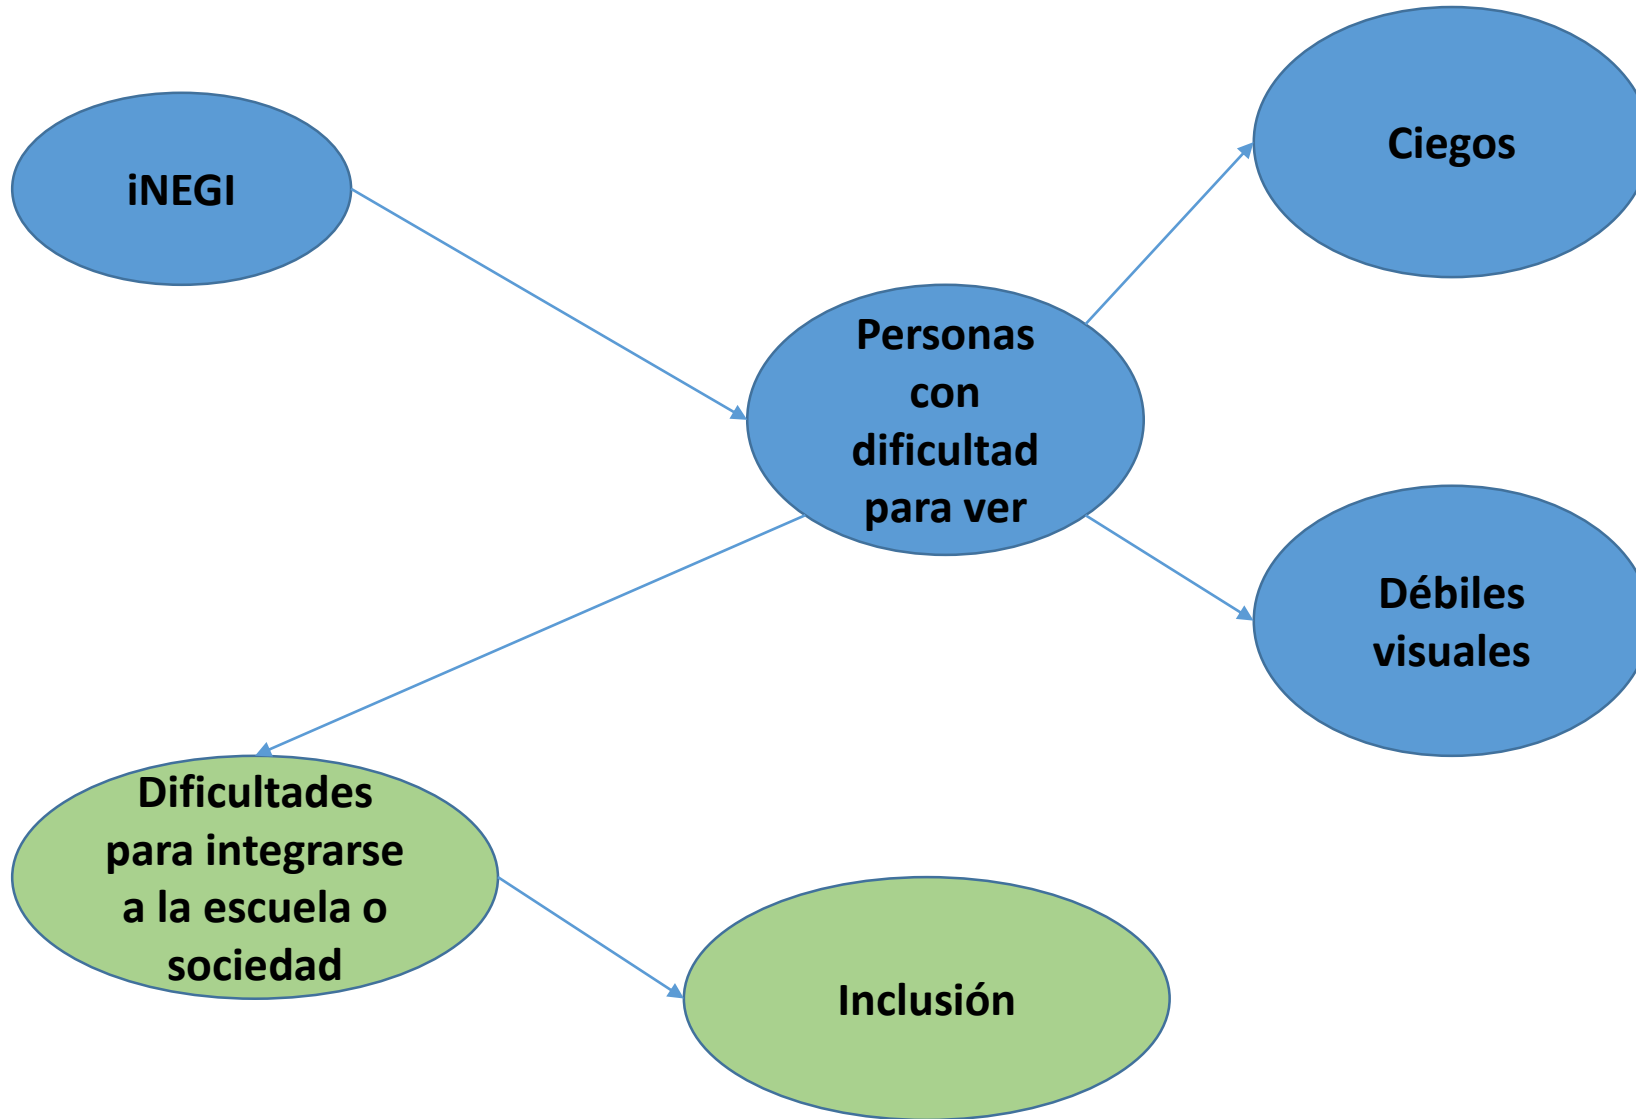 iNEGI
Ciegos
Personas
con
dificultad
para ver
Débiles
visuales
Dificultades
para integrarse
a la escuela o
sociedad
Inclusión